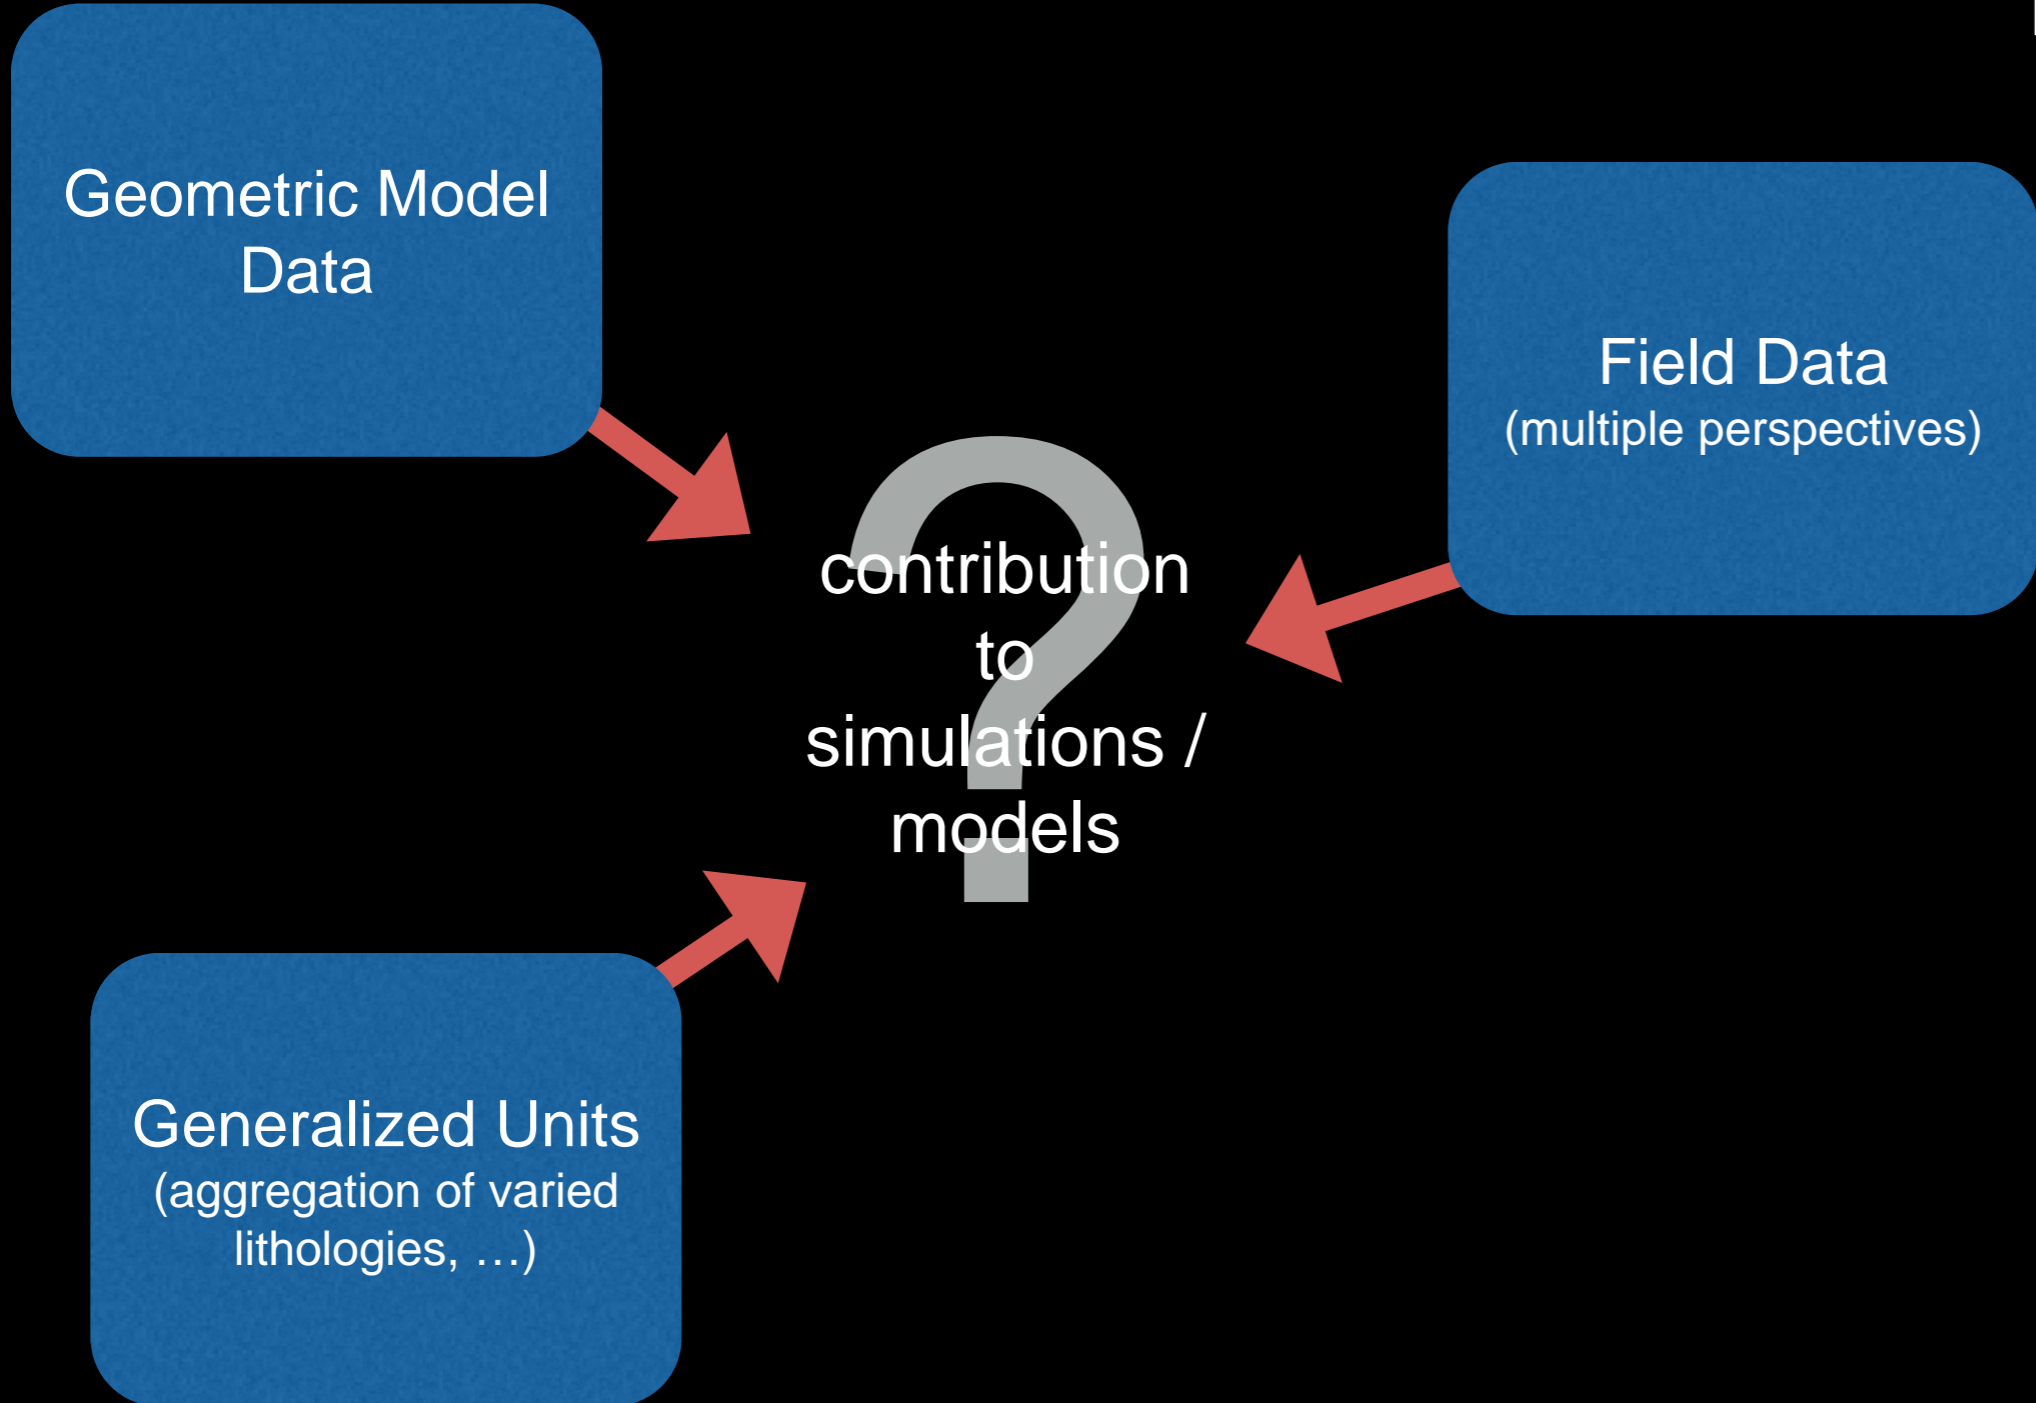 Geometric Model
Data
Field Data
(multiple perspectives)
?
contribution
to
simulations /
models
Generalized Units
(aggregation of varied
lithologies, …)